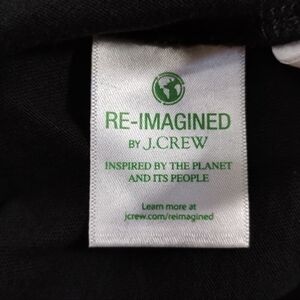 RE-IMAGINED
BY J.CREW
INSPIRED BY THE PLANET
AND ITS PEOPLE
Learn more at
jcrew.com/reimagined